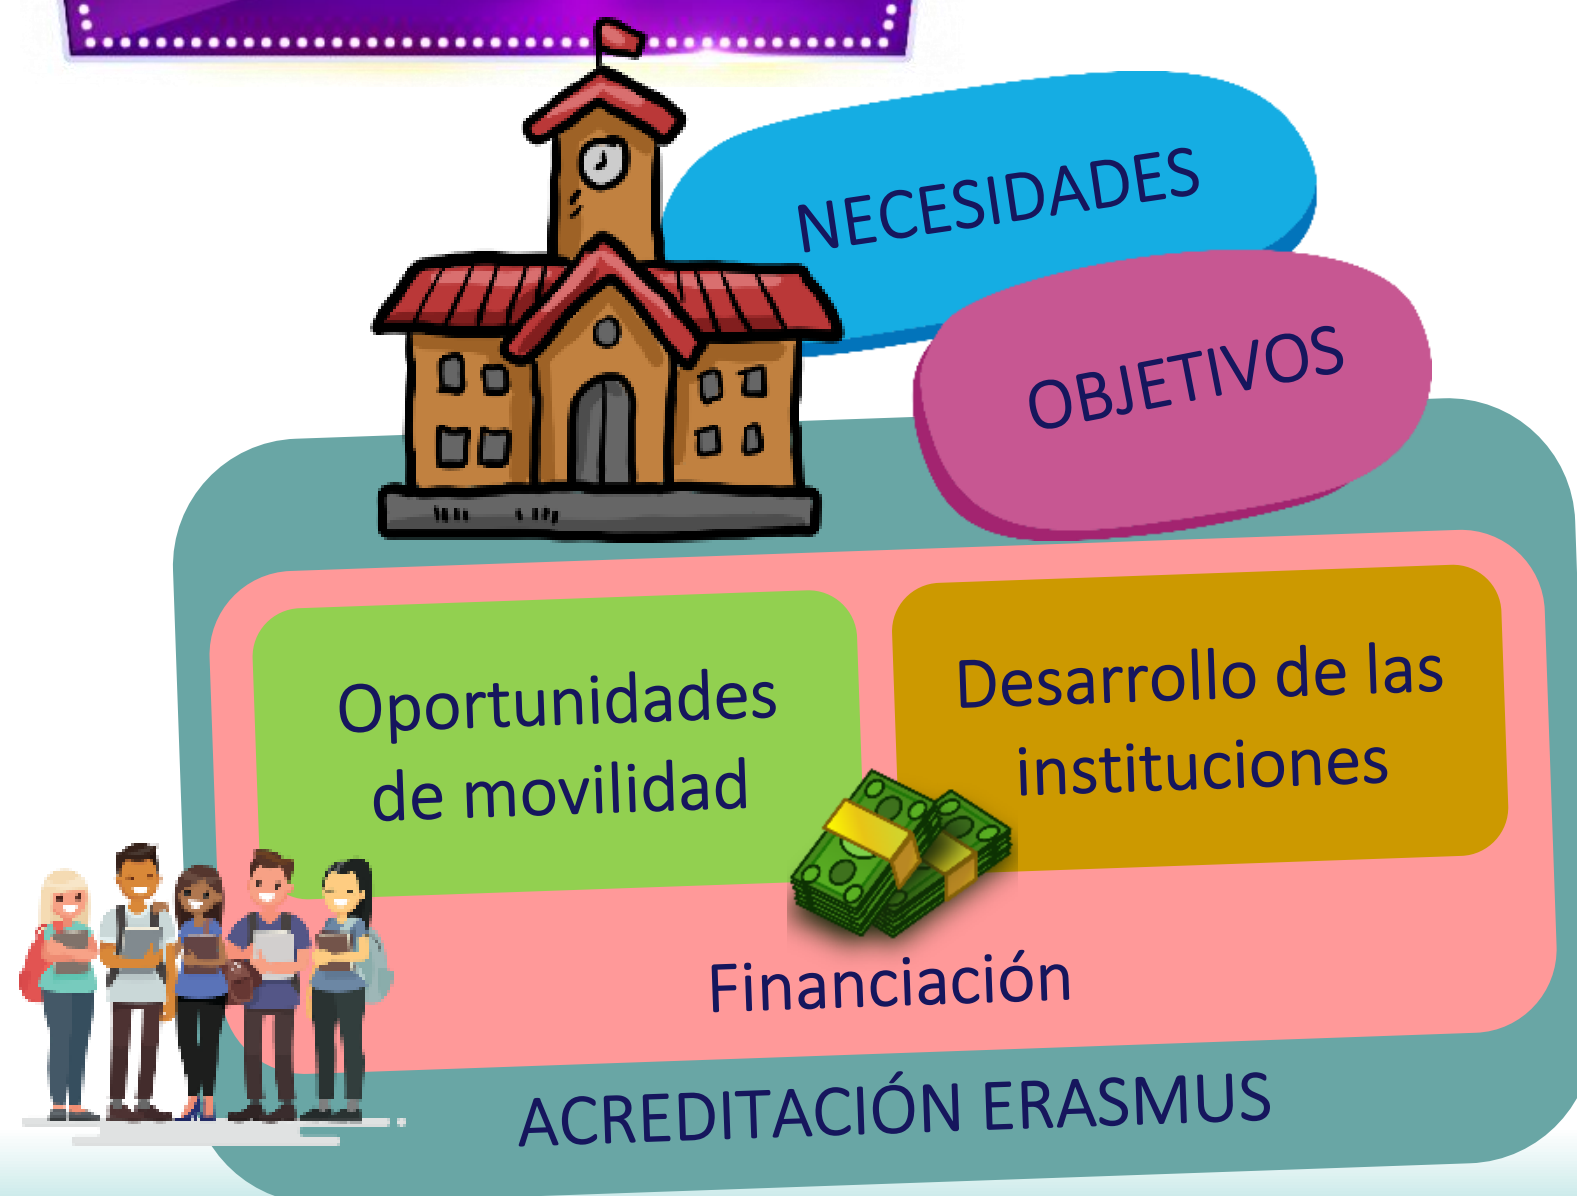 NECESIDADES
OBJETIVOS
Oportunidades
de movilidad
Desarrollo de las
instituciones
Financiación
ACREDITACIÓN ERASMUS